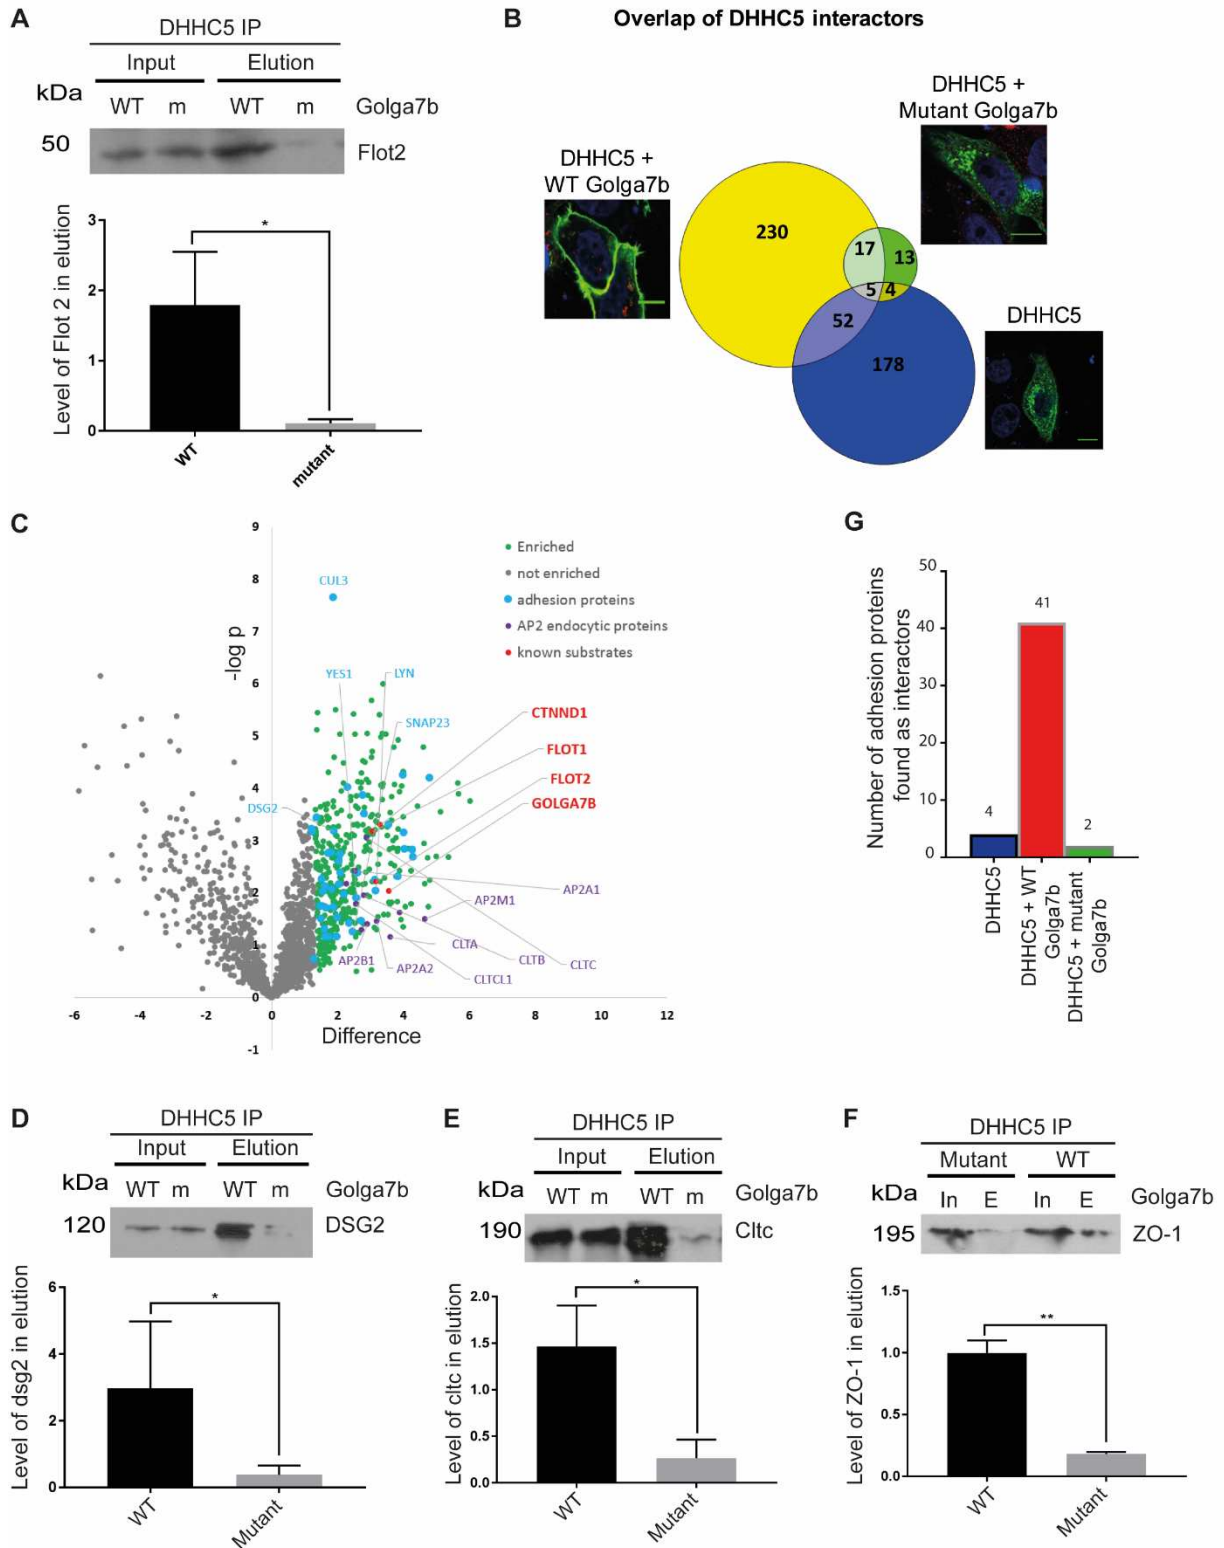 A
DHHC5 IP
Input Elution
kDa WT m WT m Golga7b
50 Flot2
Level of Flot 2 in elution
3
2
1
0
*
WT mutant
B
Overlap of DHHC5 interactors
DHHC5 +
WT Golga7b
DHHC5 +
Mutant Golga7b
DHHC5
230
17
13
5 4
52
178
C
-log p
9
8
7
6
5
4
3
2
1
0
-1
-6 -4 -2 0 2 4 6 8 10 12
Difference
Enriched
not enriched
adhesion proteins
AP2 endocytic proteins
known substrates
CUL3
YES1
LYN
SNAP23
DSG2
CTNND1
FLOT1
FLOT2
GOLGA7B
AP2A1
AP2M1
CLTA
CLTB
CLTC
AP2B1
AP2A2
CLTCL1
G
Number of adhesion proteins
found as interactors
50
40
30
20
10
0
4
41
2
DHHC5
DHHC5 + WT
Golga7b
DHHC5 + mutant
Golga7b
D
DHHC5 IP
Input Elution
kDa WT m WT m Golga7b
120 DSG2
Level of dsg2 in elution
6
4
2
0
*
WT Mutant
E
DHHC5 IP
Input Elution
kDa WT m WT m Golga7b
190 Cltc
Level of cltc in elution
2.0
1.5
1.0
0.5
0.0
*
WT Mutant
F
DHHC5 IP
Mutant WT
kDa In E In E Golga7b
195 ZO-1
Level of ZO-1 in elution
1.5
1.0
0.5
0.0
**
WT Mutant